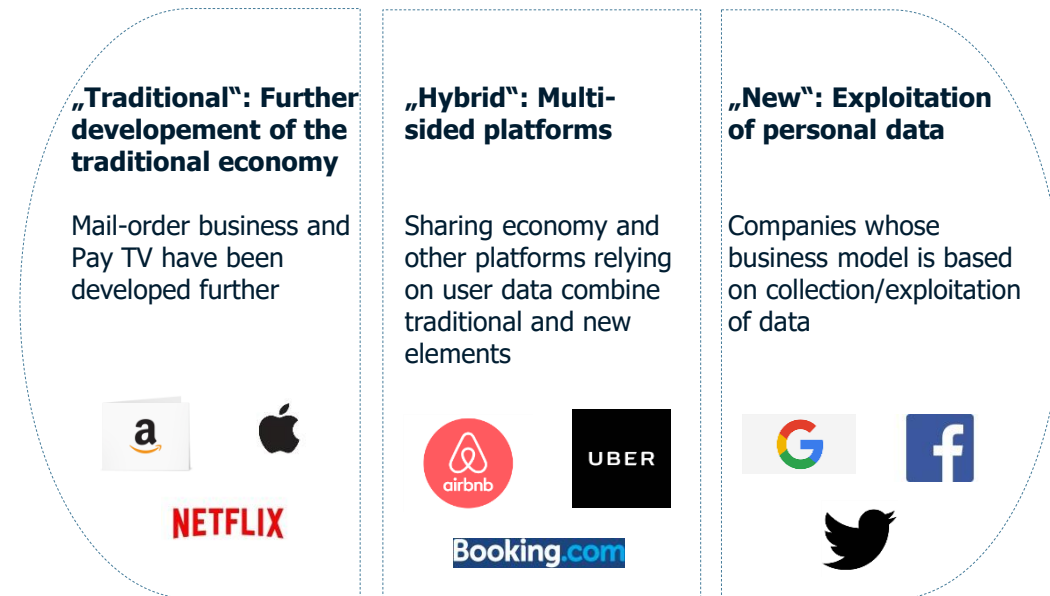 „Traditional“: Further
developement of the
traditional economy
Mail-order business and
Pay TV have been
developed further
a
NETFLIX
„Hybrid“: Multi-
sided platforms
Sharing economy and
other platforms relying
on user data combine
traditional and new
elements
airbnb
UBER
Booking.com
„New“: Exploitation
of personal data
Companies whose
business model is based
on collection/exploitation
of data
G
f